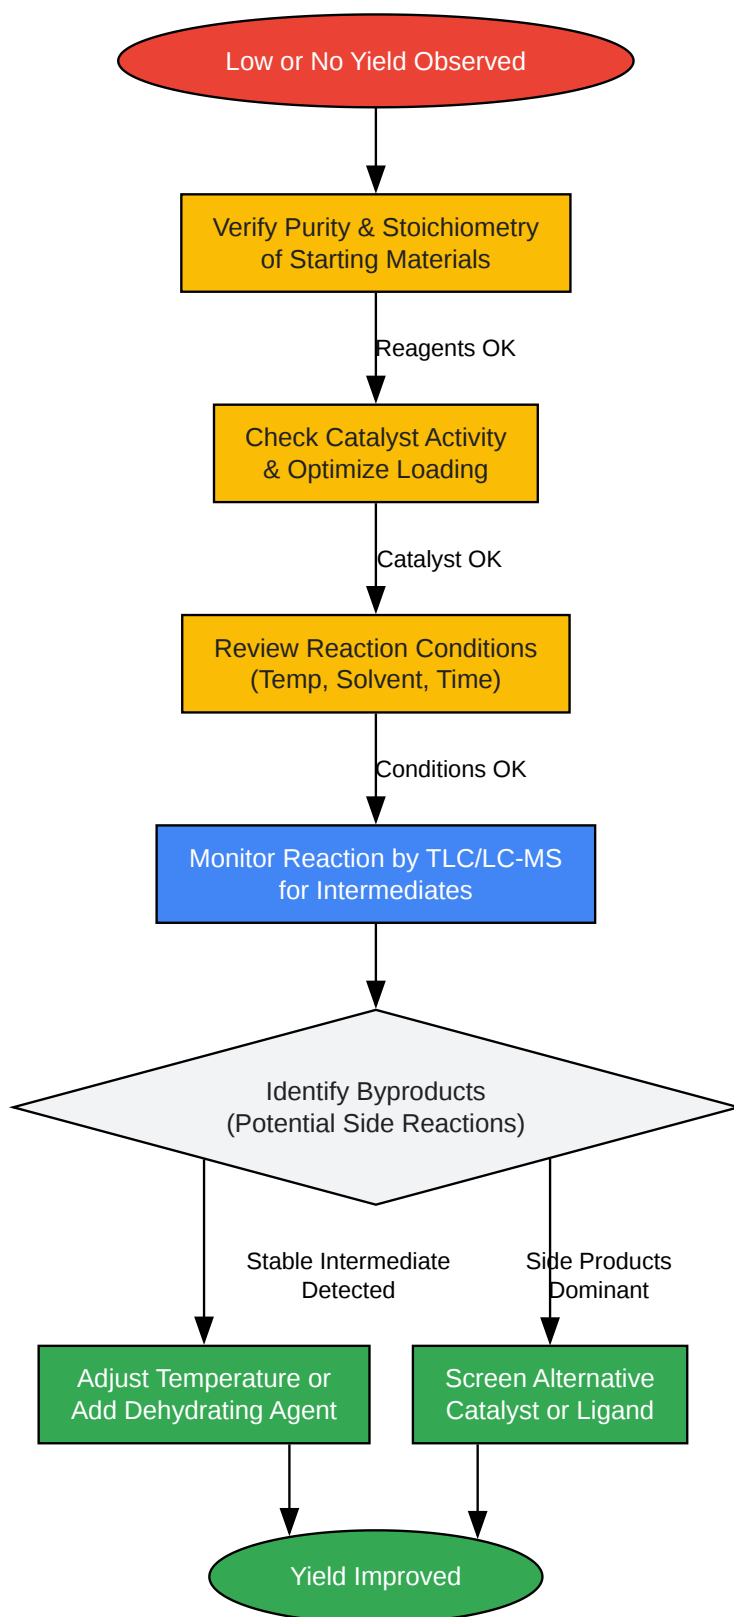 Low or No Yield Observed
Verify Purity & Stoichiometry
of Starting Materials
Reagents OK
Check Catalyst Activity
& Optimize Loading
Catalyst OK
Review Reaction Conditions
(Temp, Solvent, Time)
Conditions OK
Monitor Reaction by TLC/LC-MS
for Intermediates
Identify Byproducts
(Potential Side Reactions)
Stable Intermediate
Detected
Side Products
Dominant
Adjust Temperature or
Add Dehydrating Agent
Screen Alternative
Catalyst or Ligand
Yield Improved